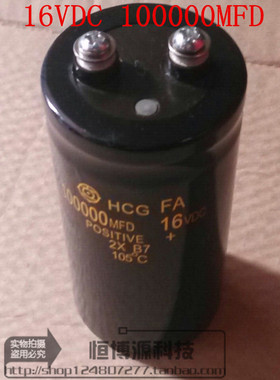 16VDC 100000MFD
HCG FA
100000MFD 16VDC
POSITIVE +
2X B7
105°C
实物拍摄
盗图必究
恒博源科技
http://shop124807277.taobao.com